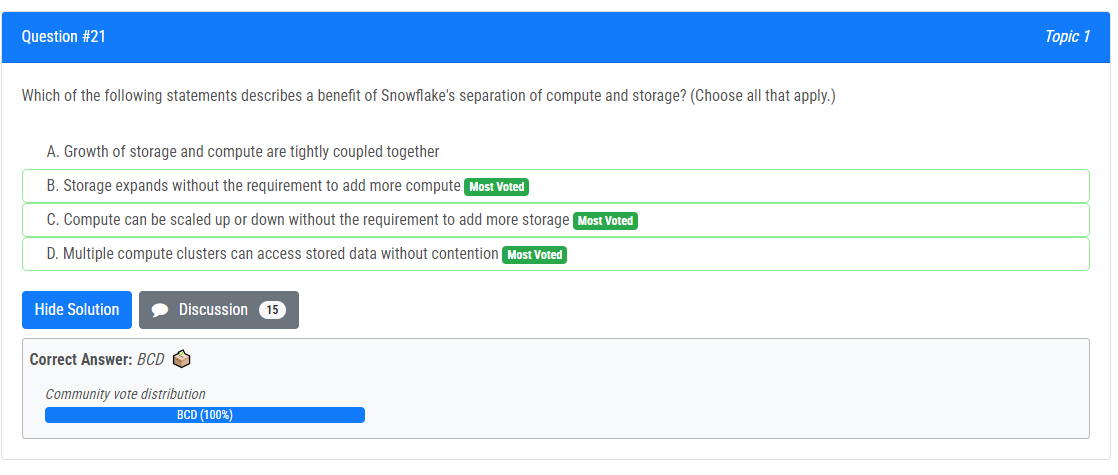 Question #21
Topic 1
Which of the following statements describes a benefit of Snowflake's separation of compute and storage? (Choose all that apply.)
A. Growth of storage and compute are tightly coupled together
B. Storage expands without the requirement to add more compute Most Voted
C. Compute can be scaled up or down without the requirement to add more storage Most Voted
D. Multiple compute clusters can access stored data without contention Most Voted
Hide Solution
Discussion 15
Correct Answer: BCD
Community vote distribution
BCD (100%)